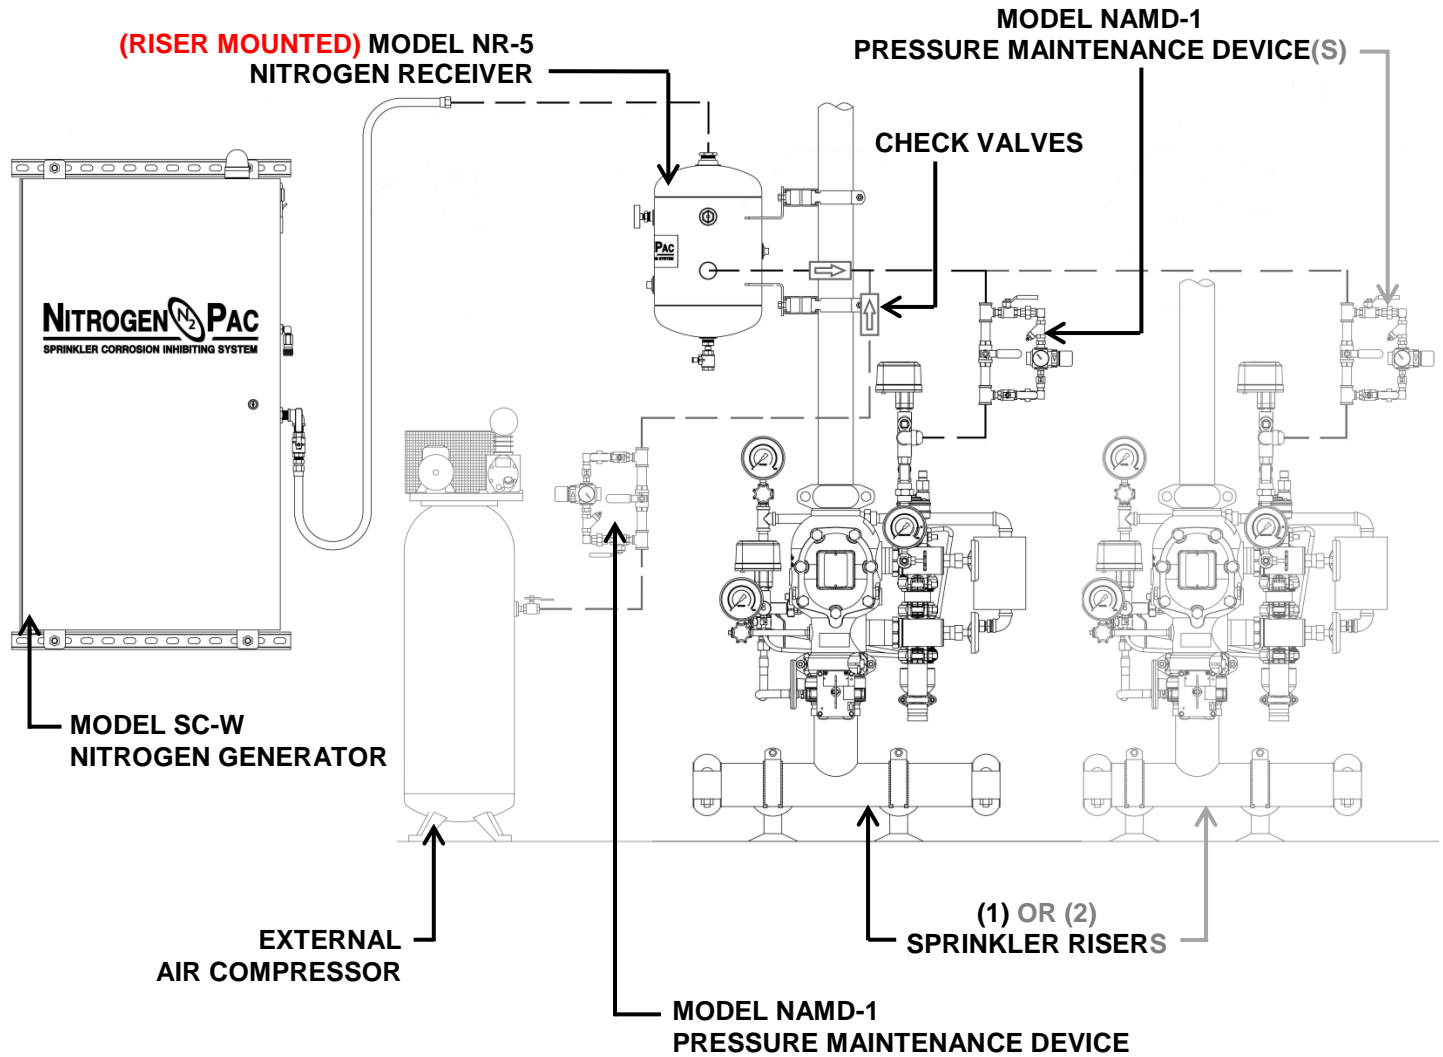 MODEL NAMD-1
PRESSURE MAINTENANCE DEVICE(S)
(RISER MOUNTED) MODEL NR-5
NITROGEN RECEIVER
CHECK VALVES
PAC
NITROGEN N2 PAC
SPRINKLER CORROSION INHIBITING SYSTEM
MODEL SC-W
NITROGEN GENERATOR
(1) OR (2)
SPRINKLER RISERS
EXTERNAL
AIR COMPRESSOR
MODEL NAMD-1
PRESSURE MAINTENANCE DEVICE